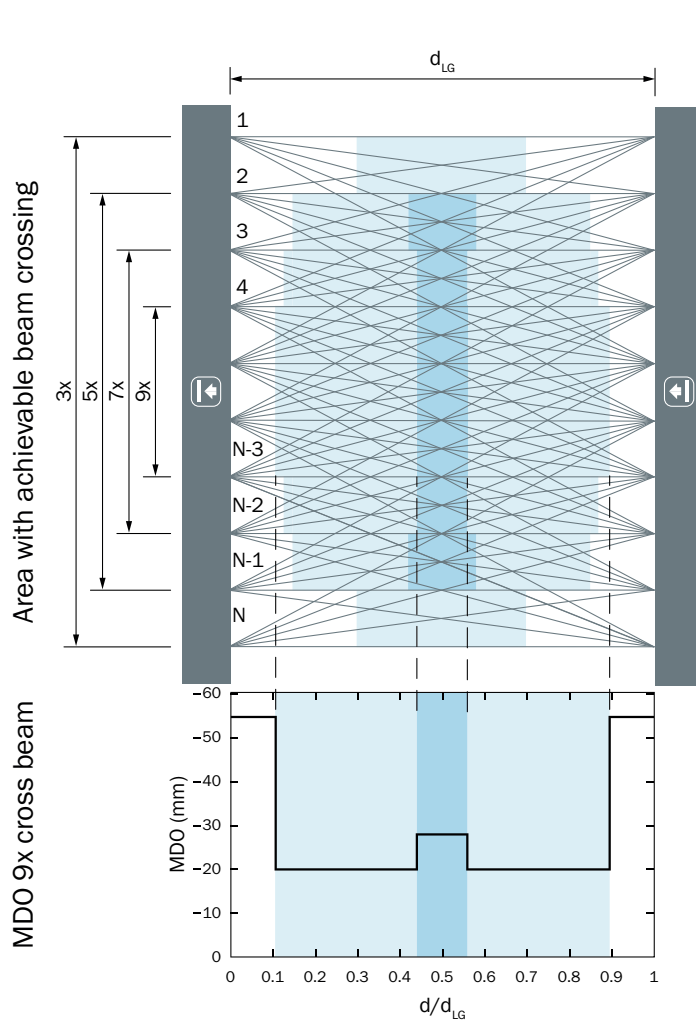 d_LG
Area with achievable beam crossing
3x
5x
7x
9x
1
2
3
4
N-3
N-2
N-1
N
MDO 9x cross beam
MDO (mm)
−60
−50
−40
−30
−20
−10
0
0 0.1 0.2 0.3 0.4 0.5 0.6 0.7 0.8 0.9 1
d/d_LG